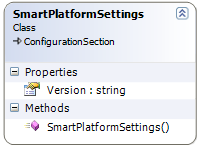 SmartPlatformSettings
Class
ConfigurationSection
Properties
Version : string
Methods
SmartPlatformSettings()